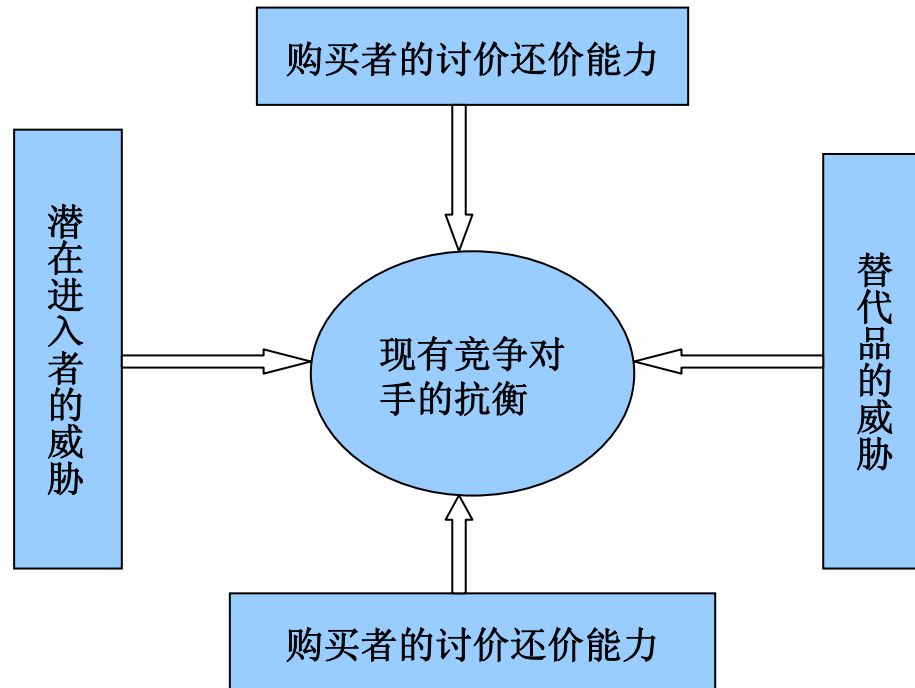 购买者的讨价还价能力
潜在进入者的威胁
现有竞争对
手的抗衡
替代品的威胁
购买者的讨价还价能力